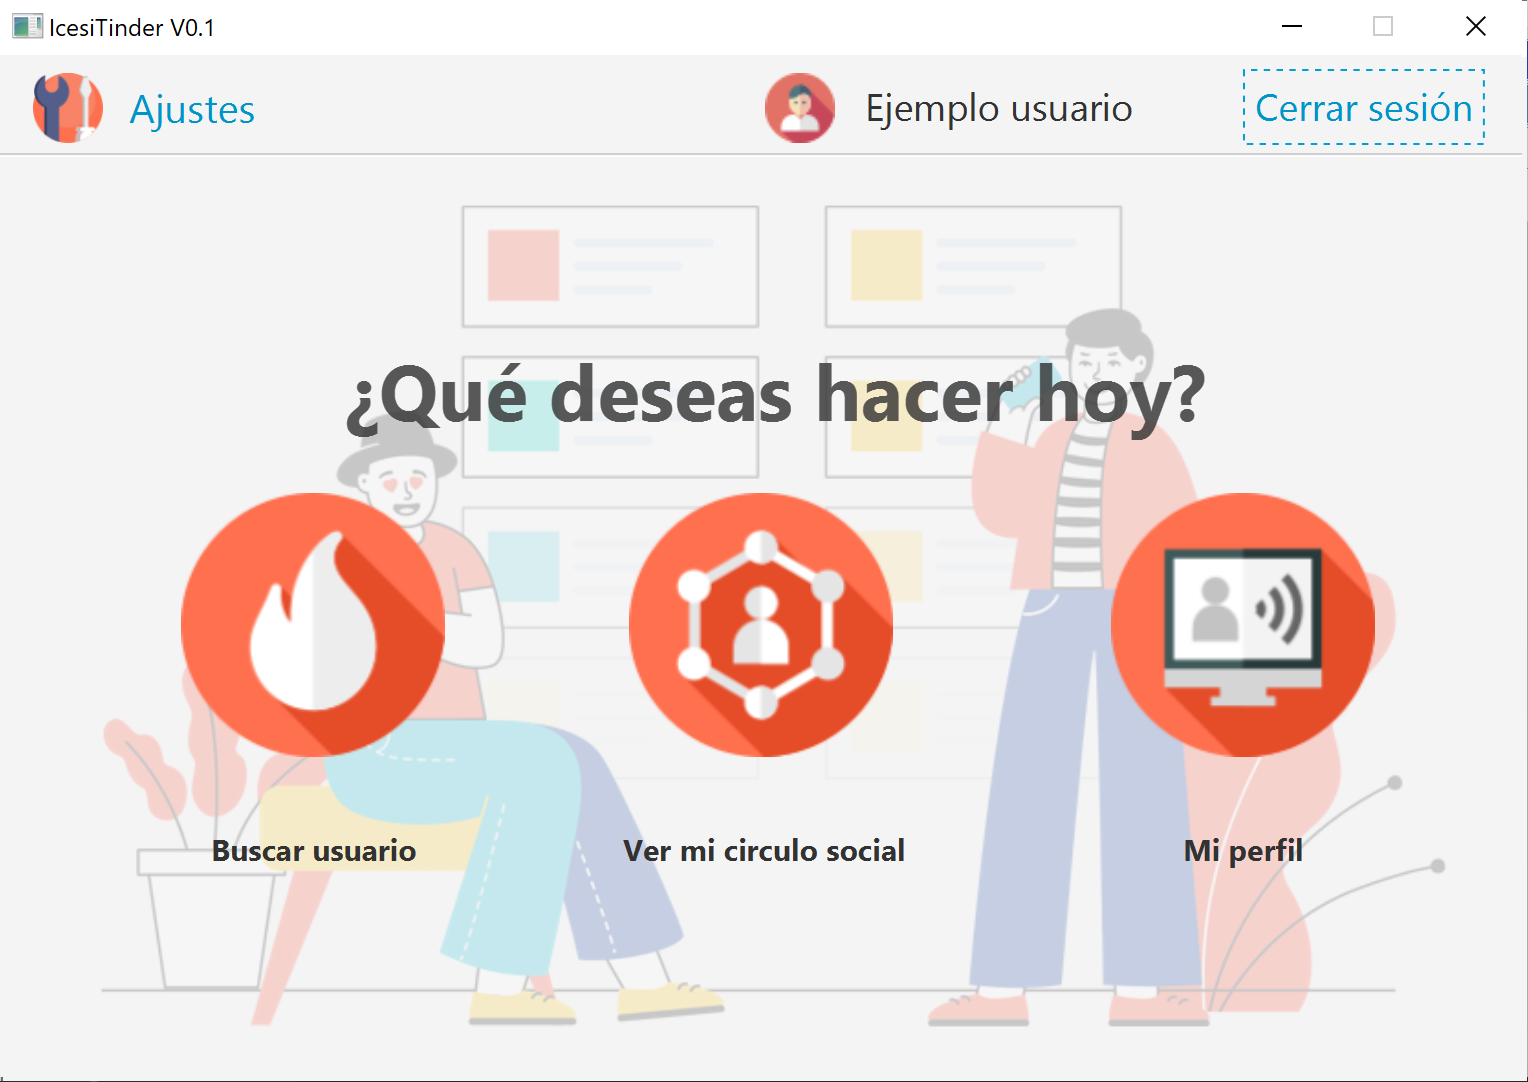 IcesiTinder V0.1
Ajustes
Ejemplo usuario
Cerrar sesión
¿Qué deseas hacer hoy?
Buscar usuario
Ver mi circulo social
Mi perfil